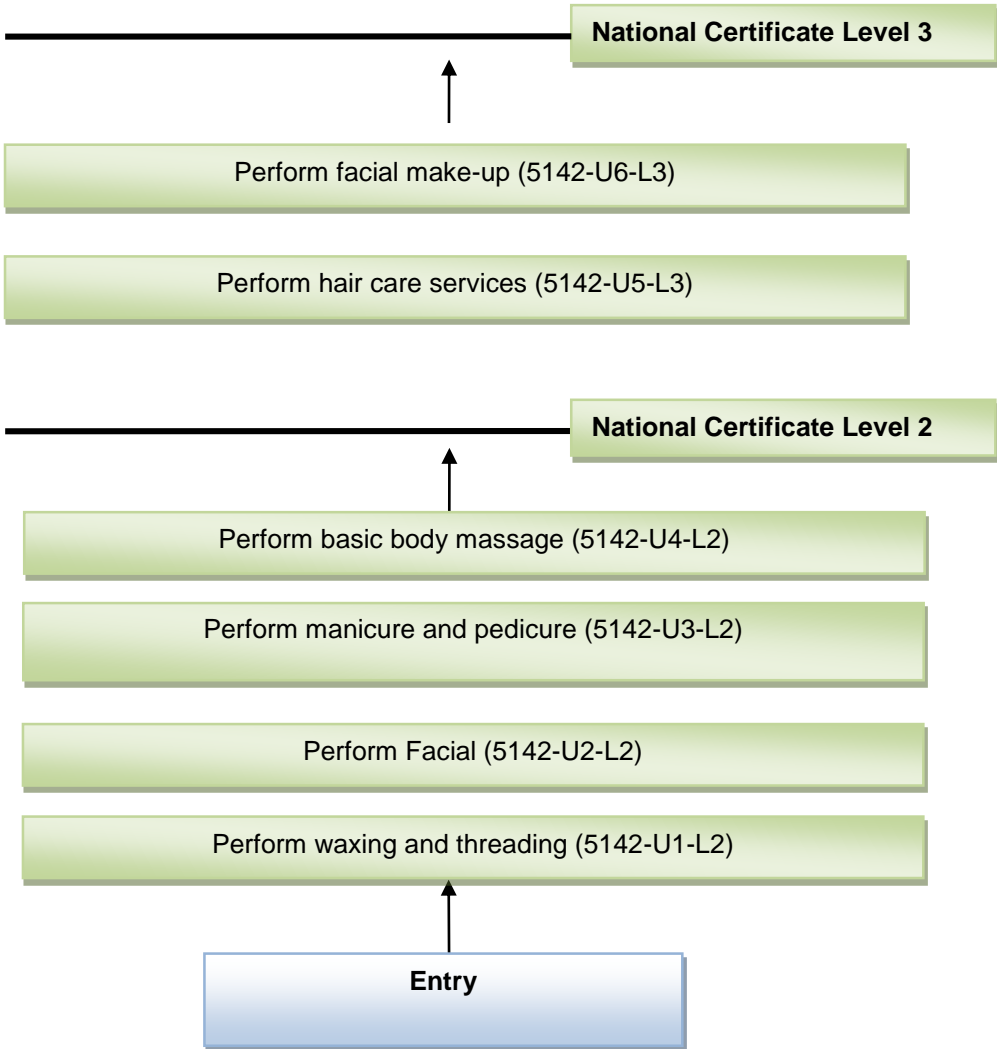 National Certificate Level 3
Perform facial make-up (5142-U6-L3)
Perform hair care services (5142-U5-L3)
National Certificate Level 2
Perform basic body massage (5142-U4-L2)
Perform manicure and pedicure (5142-U3-L2)
Perform Facial (5142-U2-L2)
Perform waxing and threading (5142-U1-L2)
Entry